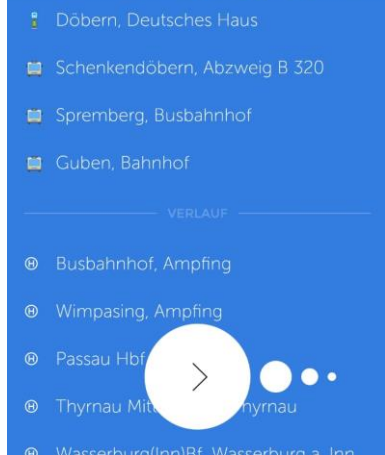 Döbern, Deutsches Haus
Schenkendöbern, Abzweig B 320
Spremberg, Busbahnhof
Guben, Bahnhof
VERLAUF
Busbahnhof, Ampfing
Wimpasing, Ampfing
Passau Hbf
Thyrnau
Wasserburg(Inn)Bf, Wasserburg a. Inn